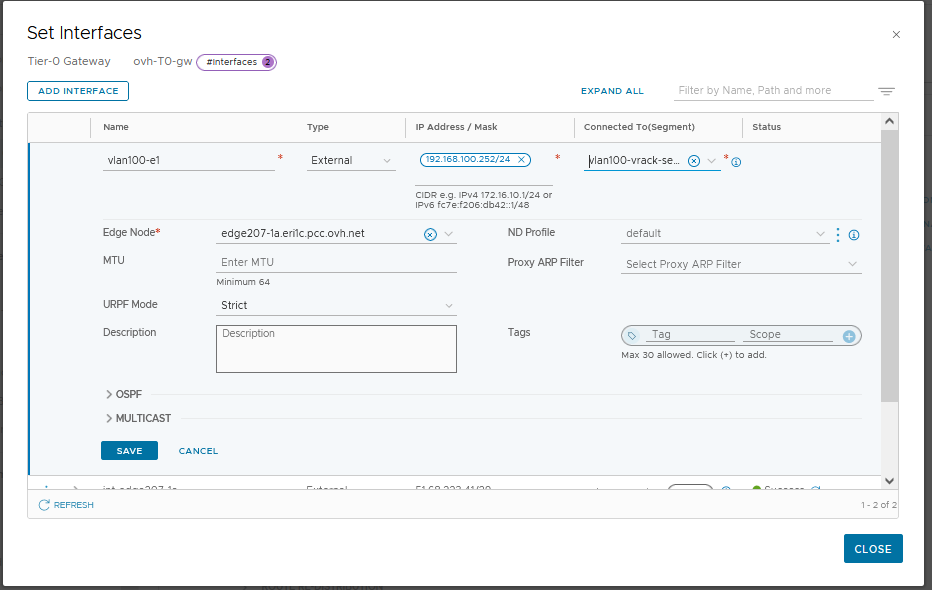 Set Interfaces
Tier-0 Gateway ovh-T0-gw #Interfaces 2
ADD INTERFACE EXPAND ALL Filter by Name, Path and more
Name Type IP Address / Mask Connected To(Segment) Status
vlan100-e1 * External 192.168.100.252/24 * vlan100-vrack-se... *
CIDR e.g. IPv4 172.16.10.1/24 or
IPv6 fc7e:f206:db42::1/48
Edge Node* edge207-1a.eri1c.pcc.ovh.net ND Profile default
MTU Enter MTU Proxy ARP Filter Select Proxy ARP Filter
Minimum 64
URPF Mode Strict
Description Description Tags Tag Scope
Max 30 allowed. Click (+) to add.
OSPF
MULTICAST
SAVE CANCEL
External Success
REFRESH 1 - 2 of 2
CLOSE